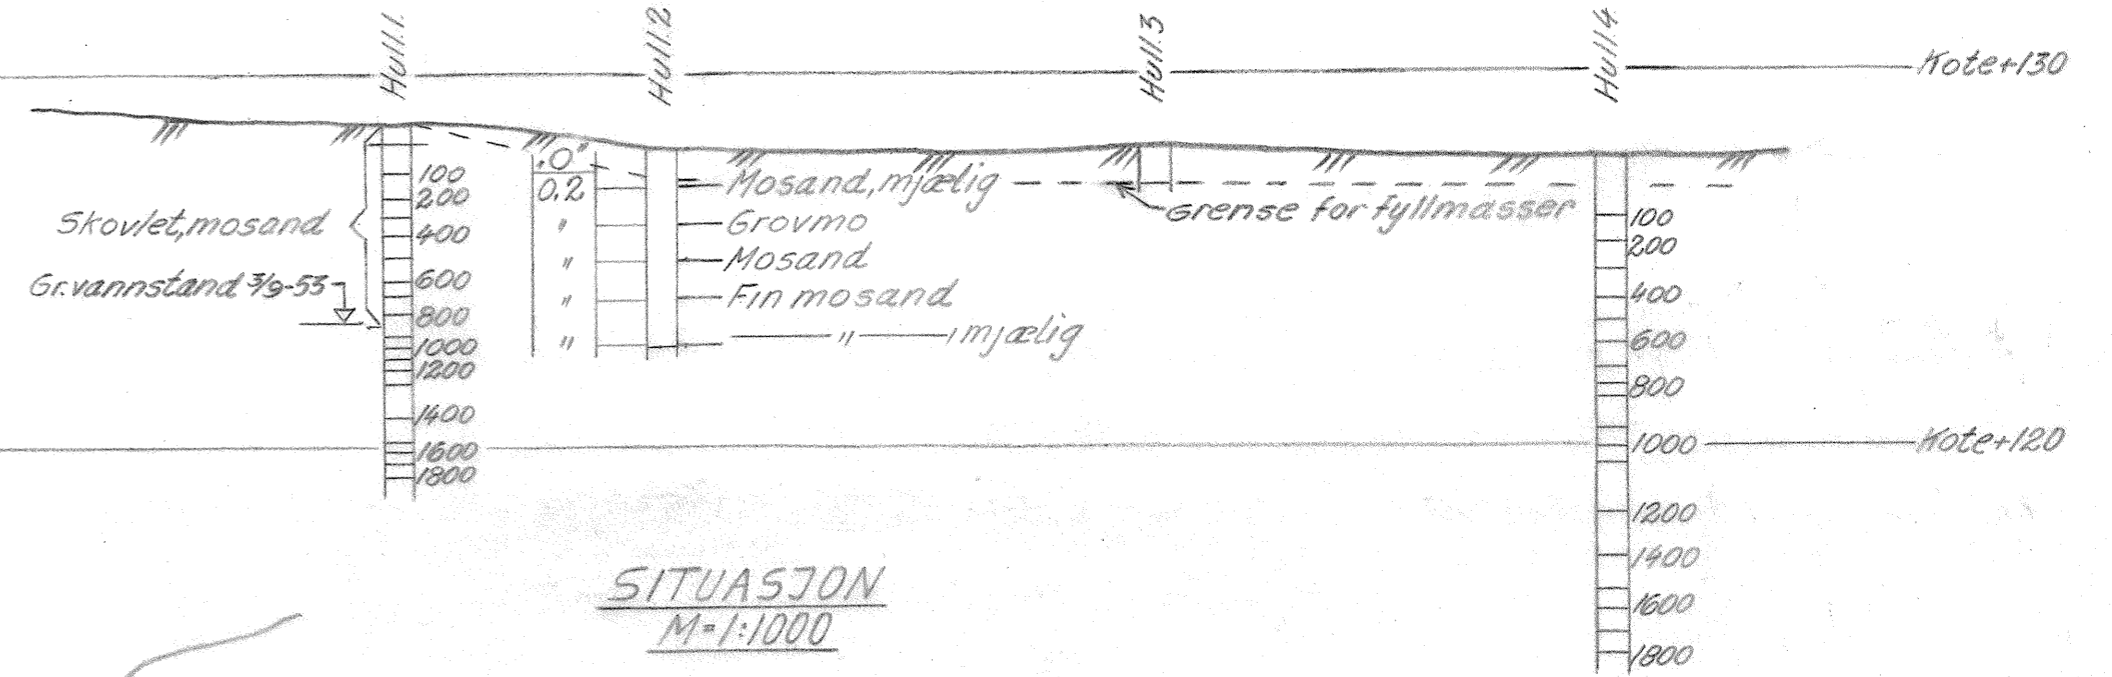 Hull.1.
Hull.2
Hull.3
Hull.4
Kote+130
.0"
0.2
"
"
"
"
100
200
400
600
800
1000
1200
1400
1600
1800
Skovlet,mosand
Gr.vannstand 3/9-53
Mosand,mjælig
Grovmo
Mosand
Fin mosand
— " —, mjælig
Grense for fyllmasser
100
200
400
600
800
1000
1200
1400
1600
1800
Kote+120
SITUASJON
M=1:1000